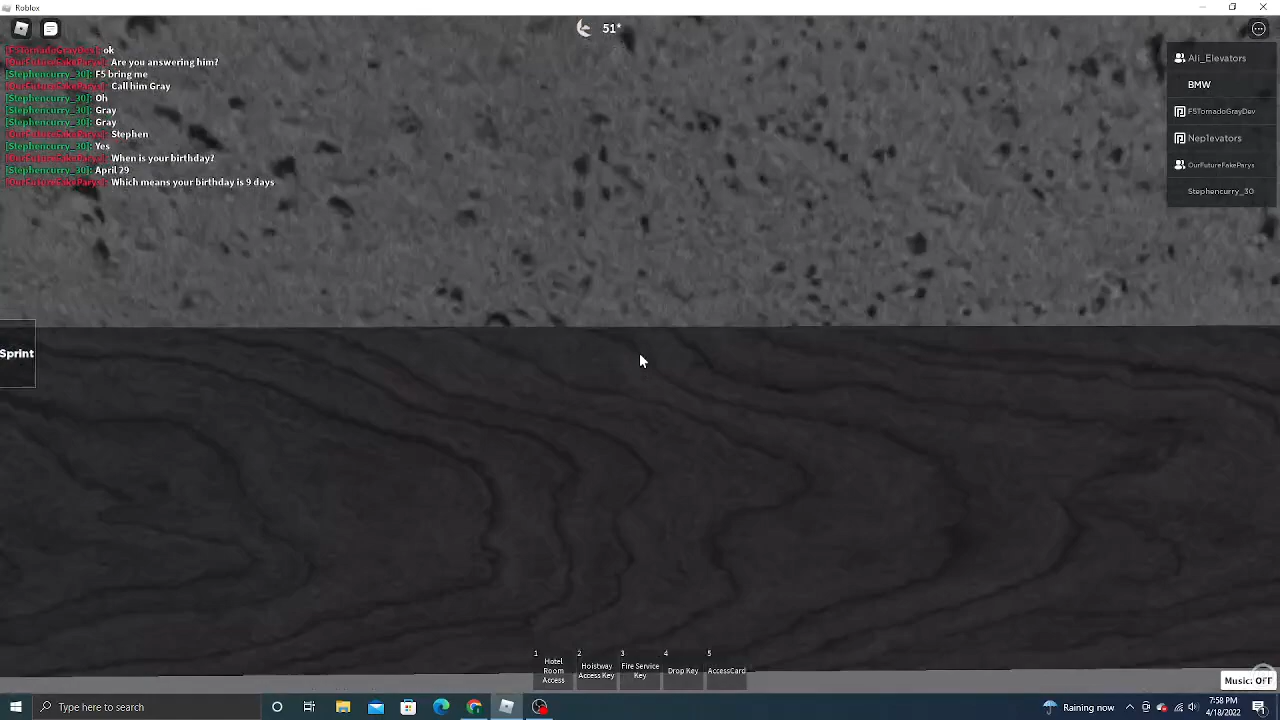 Roblox
51*
[F5TornadoGrayDev]: ok
[OurFutureFakeParys]: Are you answering him?
[Stephencurry_30]: F5 bring me
[OurFutureFakeParys]: Call him Gray
[Stephencurry_30]: Oh
[Stephencurry_30]: Gray
[Stephencurry_30]: Gray
[OurFutureFakeParys]: Stephen
[Stephencurry_30]: Yes
[OurFutureFakeParys]: When is your birthday?
[Stephencurry_30]: April 29
[OurFutureFakeParys]: Which means your birthday is 9 days
Ali_Elevators
BMW
F5TornadoGrayDev
Neplevators
OurFutureFakeParys
Stephencurry_30
Sprint
1 Hotel Room Access
2 Hoistway Access Key
3 Fire Service Key
4 Drop Key
5 AccessCard
Music: OFF
Type here to search
Raining now
7:58 PM
4/18/2022